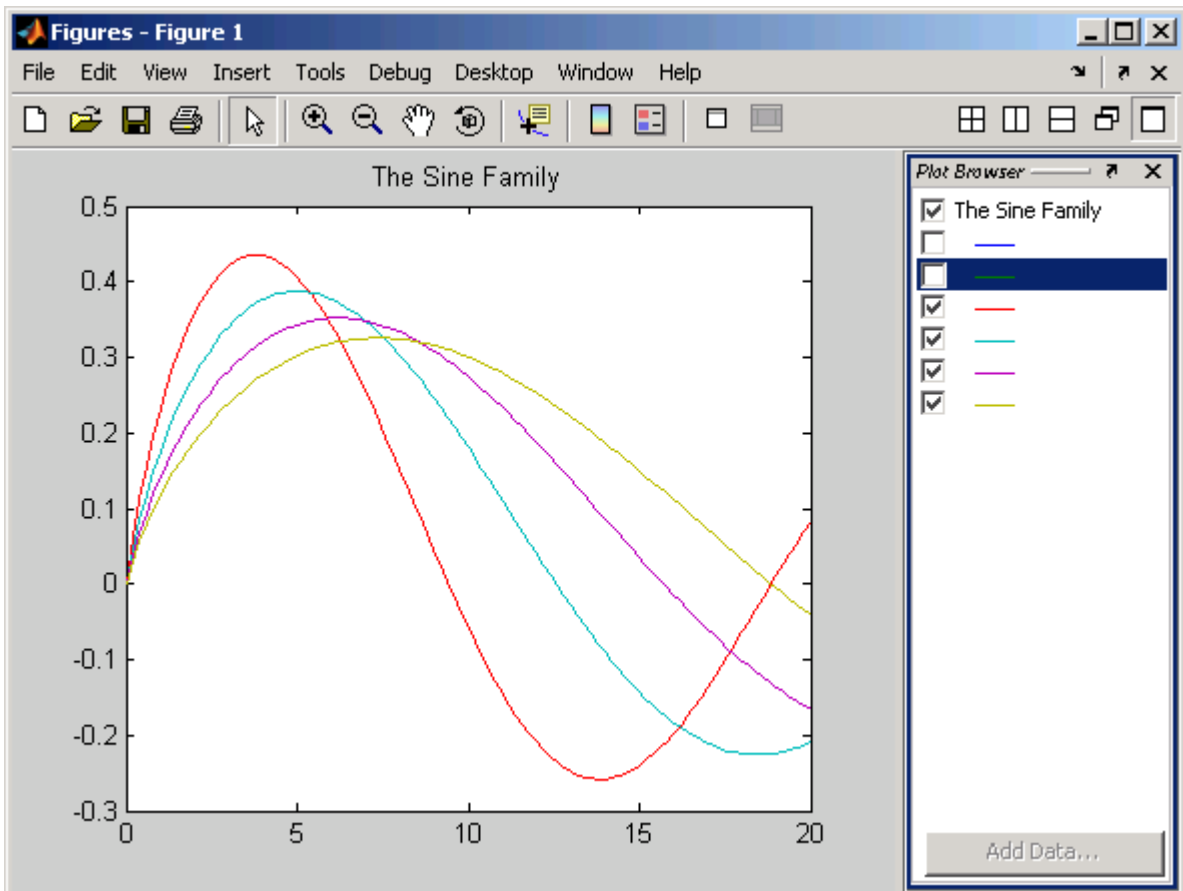 Figures - Figure 1
File Edit View Insert Tools Debug Desktop Window Help
The Sine Family
0.5
0.4
0.3
0.2
0.1
0
-0.1
-0.2
-0.3
0 5 10 15 20
Plot Browser
The Sine Family
Add Data...